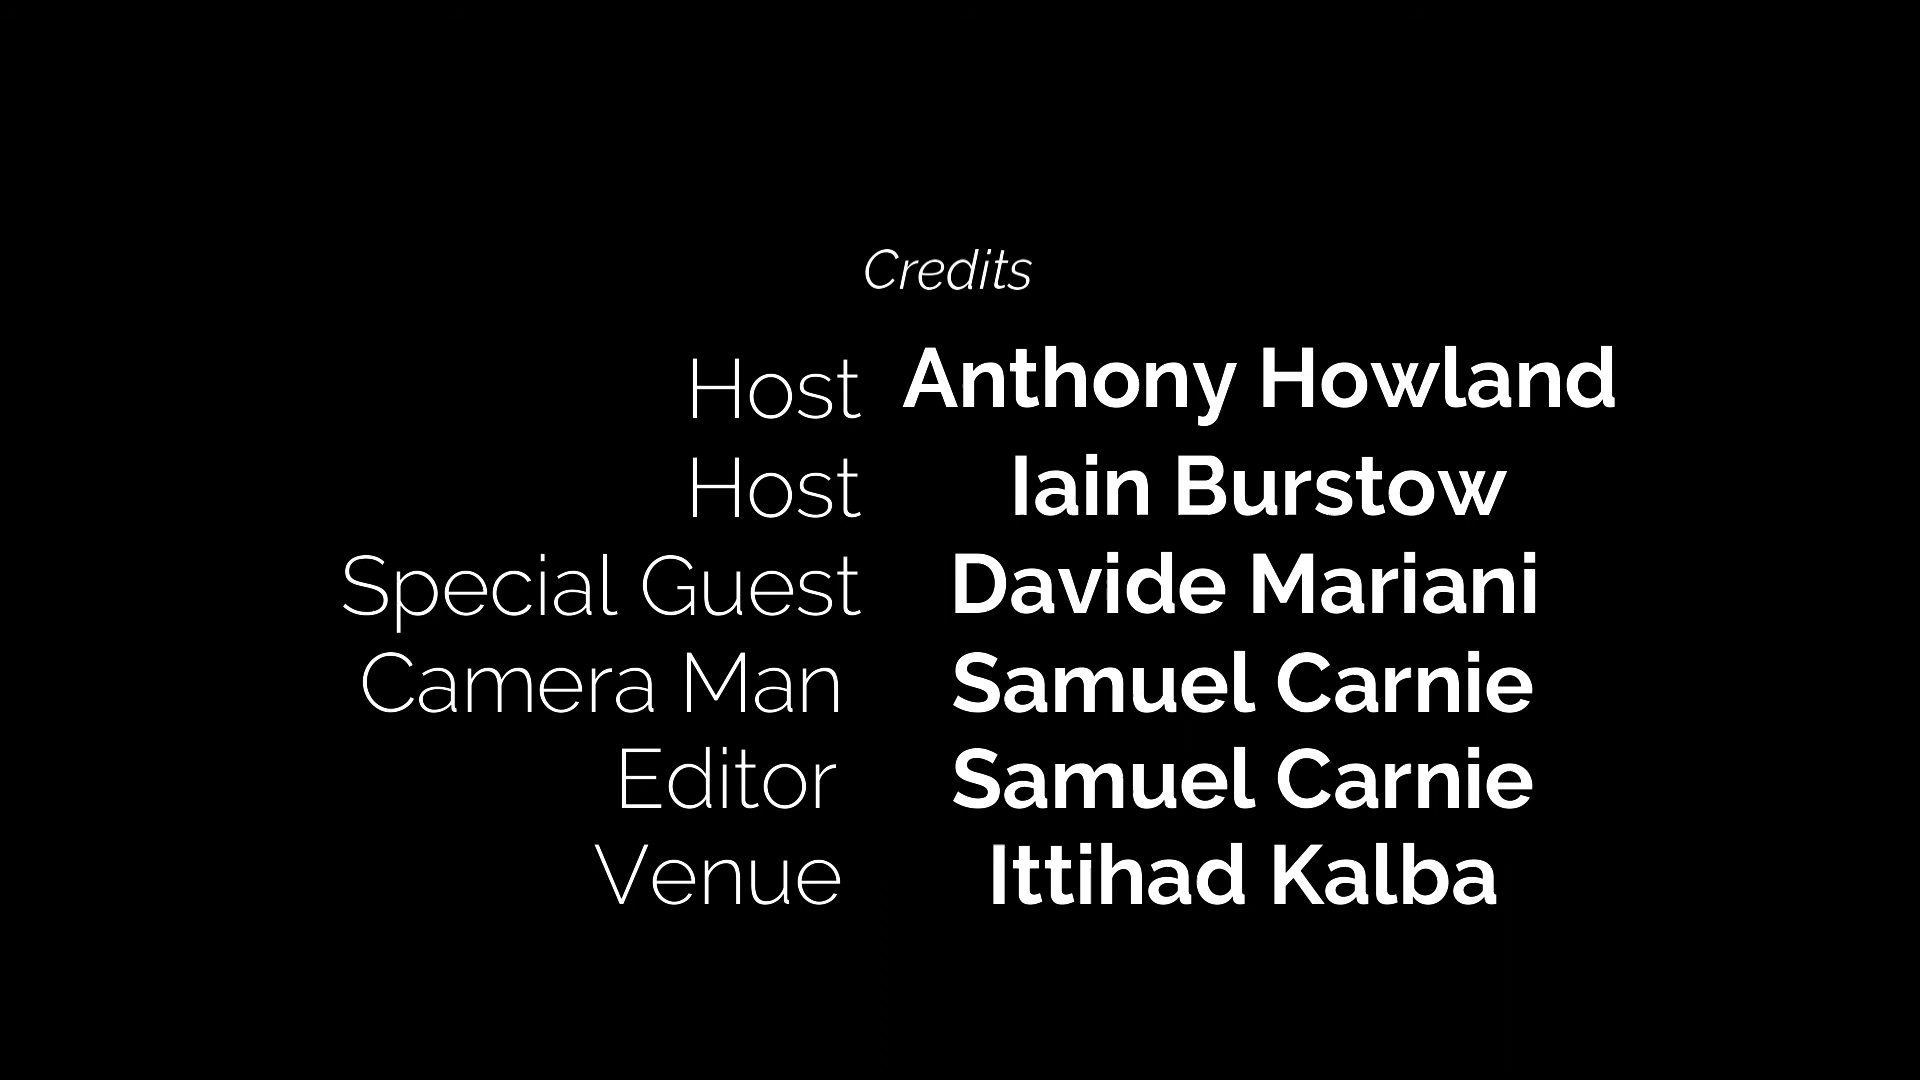 Credits
Host Anthony Howland
Host Iain Burstow
Special Guest Davide Mariani
Camera Man Samuel Carnie
Editor Samuel Carnie
Venue Ittihad Kalba